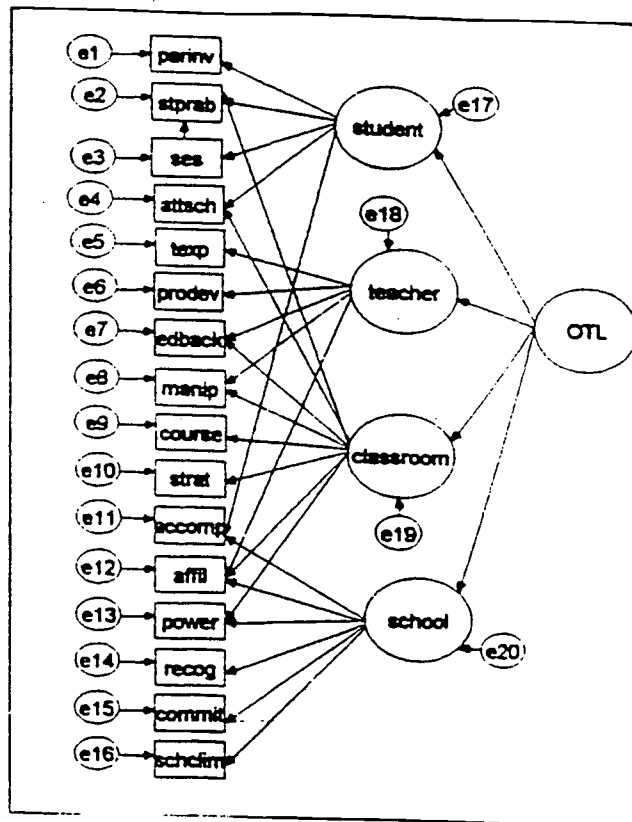 e1 parinv
e2 stprab
student e17
e3 ses
e4 attsch
e18
e5 texp
e6 prodev
teacher
e7 edback
OTL
e8 manip
e9 course
classroom
e10 strat
e11 accomp
e19
e12 affil
e13 power
school
e14 recog
e20
e15 commit
e16 schclim